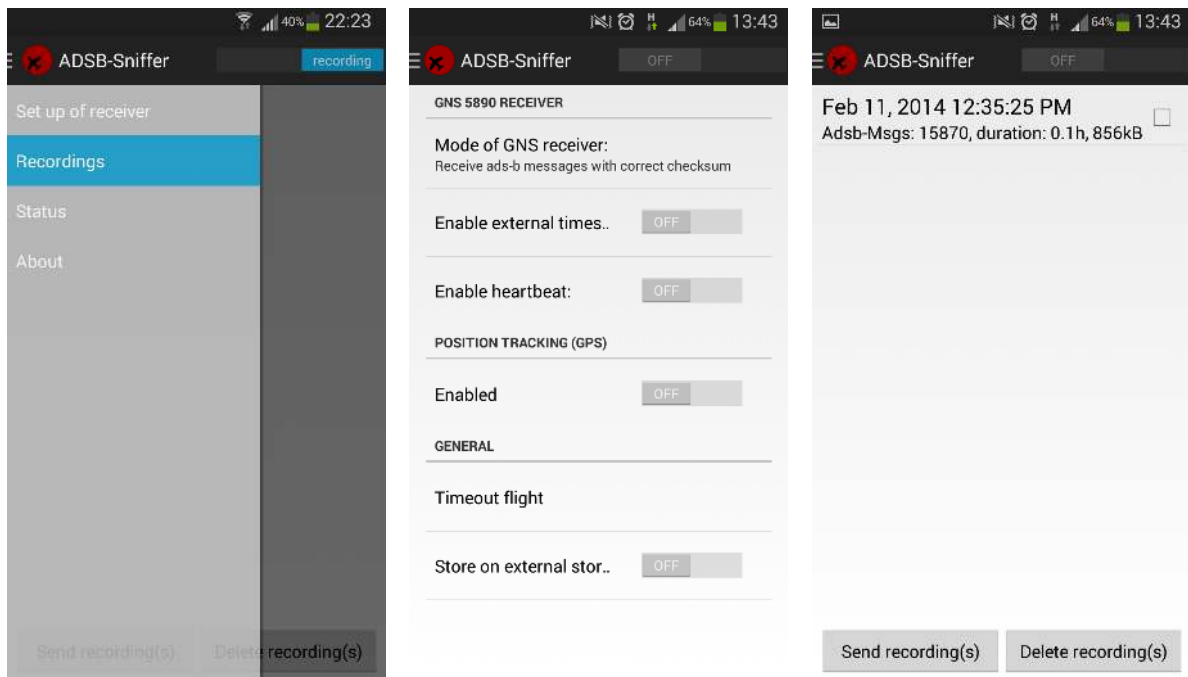 40% 22:23
ADSB-Sniffer recording
Set up of receiver
Recordings
Status
About
Send recording(s) Delete recording(s)
H 64% 13:43
ADSB-Sniffer OFF
GNS 5890 RECEIVER
Mode of GNS receiver:
Receive ads-b messages with correct checksum
Enable external times.. OFF
Enable heartbeat: OFF
POSITION TRACKING (GPS)
Enabled OFF
GENERAL
Timeout flight
Store on external stor.. OFF
H 64% 13:43
ADSB-Sniffer OFF
Feb 11, 2014 12:35:25 PM
Adsb-Msgs: 15870, duration: 0.1h, 856kB
Send recording(s) Delete recording(s)